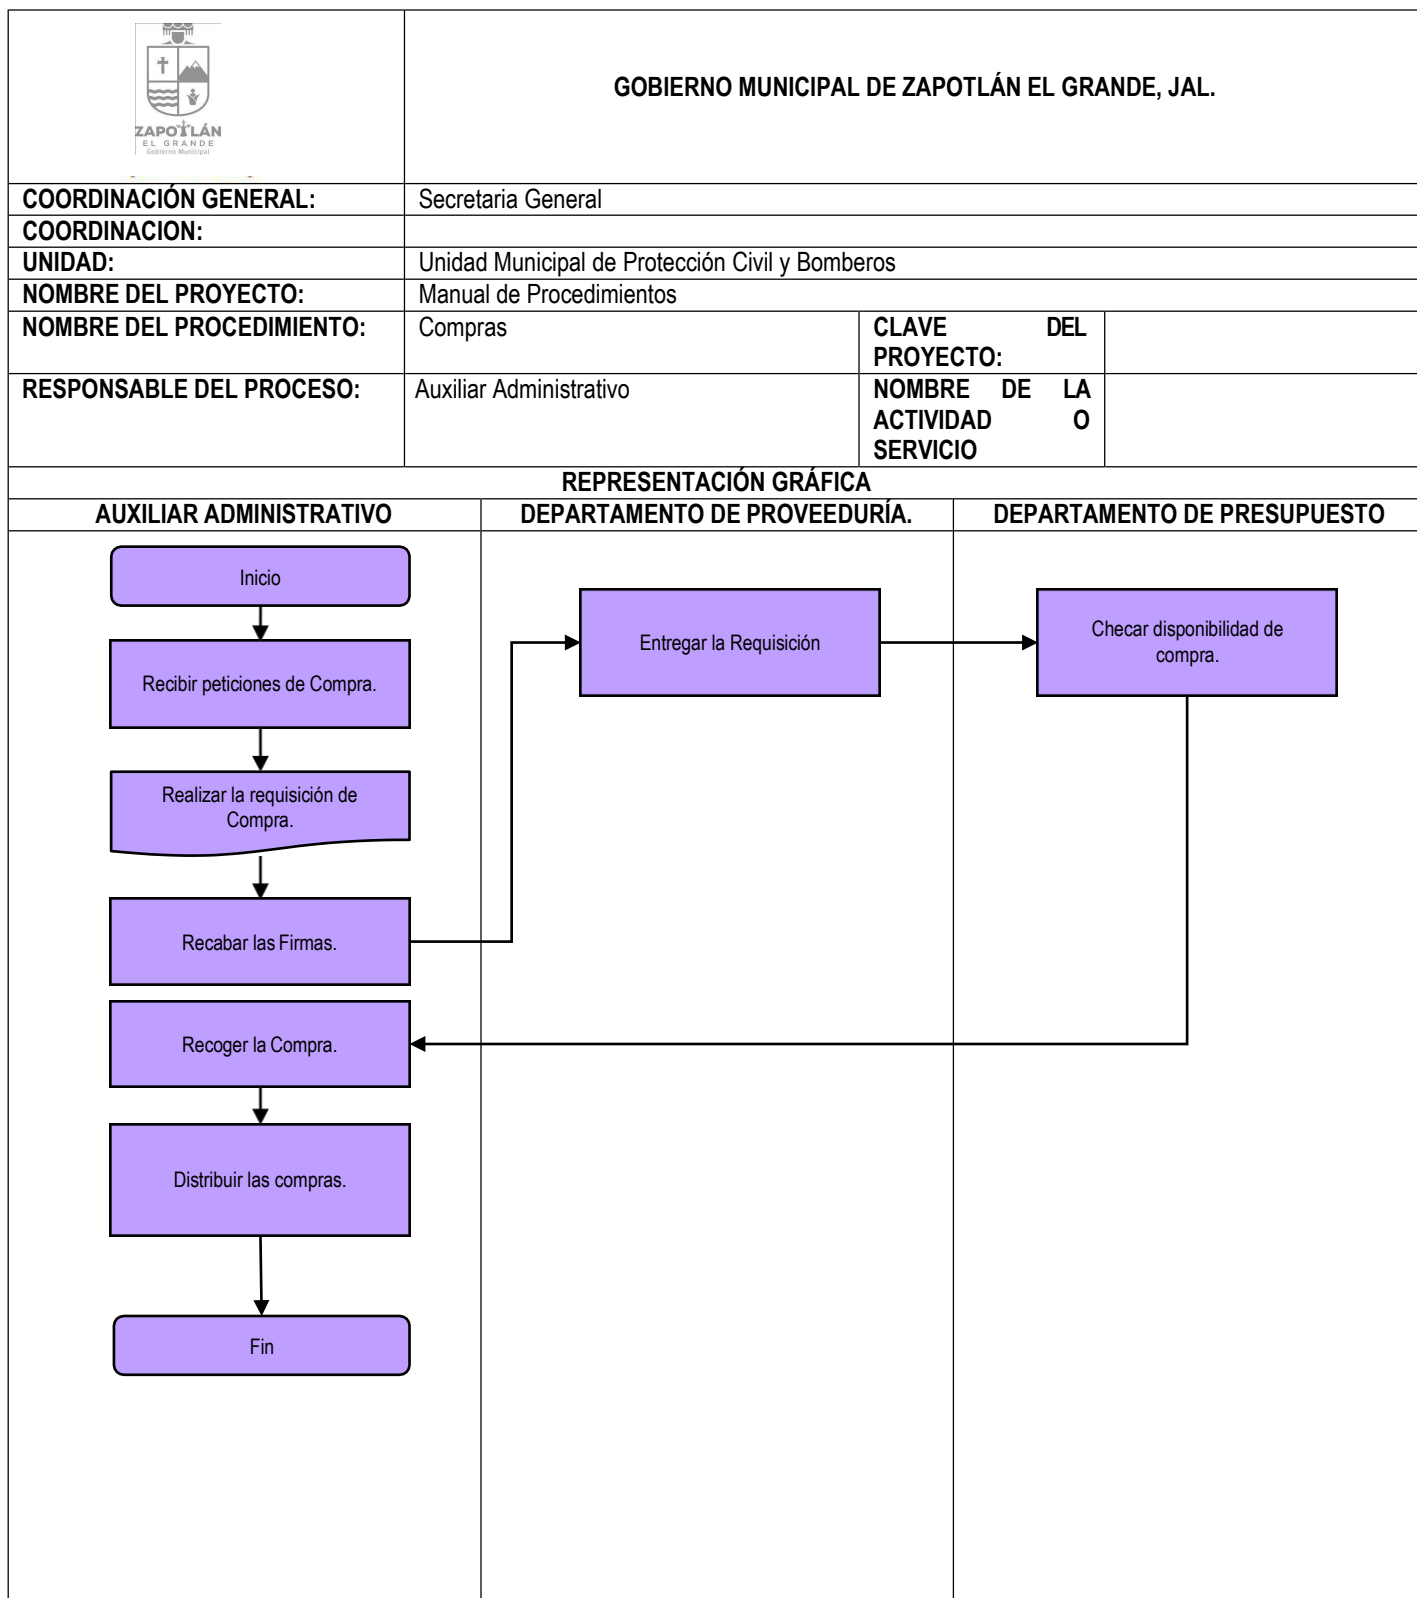 ZAPOTLÁN
EL GRANDE
Gobierno Municipal
GOBIERNO MUNICIPAL DE ZAPOTLÁN EL GRANDE, JAL.
COORDINACIÓN GENERAL: Secretaria General
COORDINACION:
UNIDAD: Unidad Municipal de Protección Civil y Bomberos
NOMBRE DEL PROYECTO: Manual de Procedimientos
NOMBRE DEL PROCEDIMIENTO: Compras
CLAVE DEL
PROYECTO:
RESPONSABLE DEL PROCESO: Auxiliar Administrativo
NOMBRE DE LA
ACTIVIDAD O
SERVICIO
REPRESENTACIÓN GRÁFICA
AUXILIAR ADMINISTRATIVO
DEPARTAMENTO DE PROVEEDURÍA.
DEPARTAMENTO DE PRESUPUESTO
Inicio
Recibir peticiones de Compra.
Realizar la requisición de
Compra.
Recabar las Firmas.
Entregar la Requisición
Checar disponibilidad de
compra.
Recoger la Compra.
Distribuir las compras.
Fin